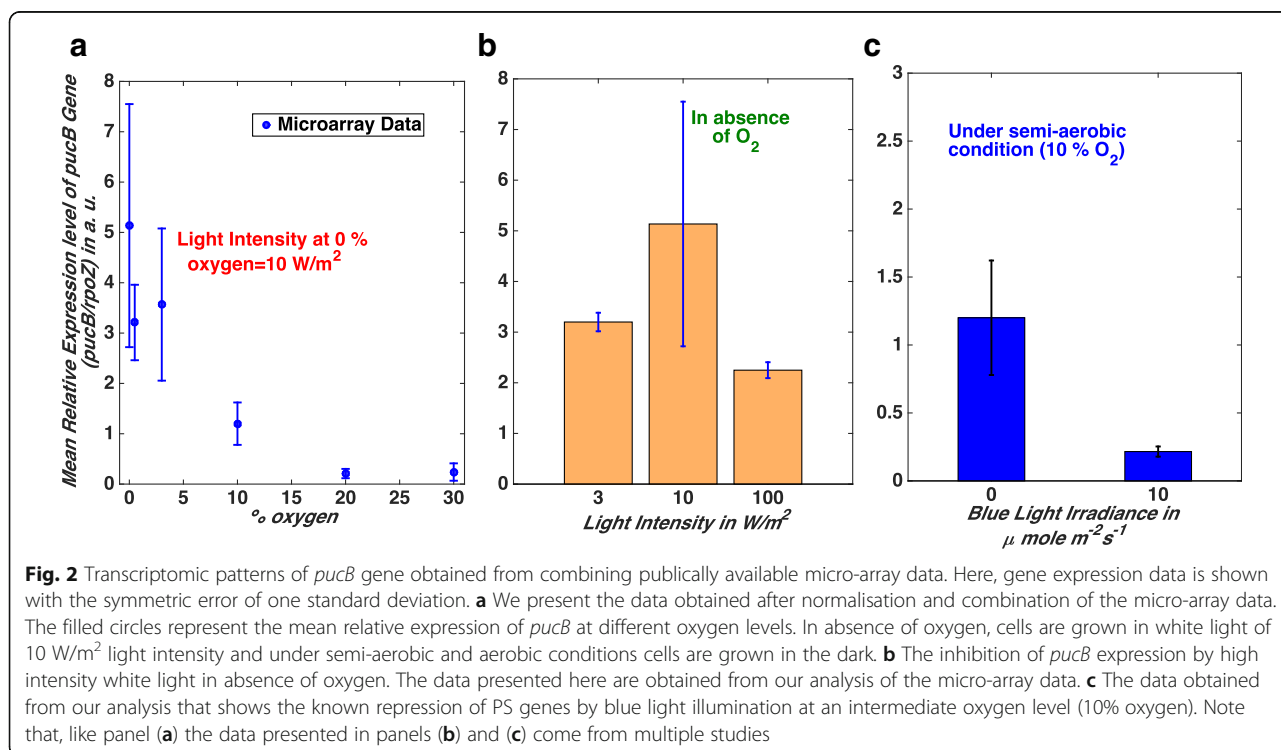 a
Mean Relative Expression level of pucB Gene
(pucB/rpoZ) in a. u.
8
7
6
5
4
3
2
1
0
Microarray Data
Light Intensity at 0 %
oxygen=10 W/m²
0 5 10 15 20 25 30
% oxygen
b
8
7
6
5
4
3
2
1
0
In absence
of O₂
3 10 100
Light Intensity in W/m²
c
3
2.5
2
1.5
1
0.5
0
Under semi-aerobic
condition (10 % O₂)
0 10
Blue Light Irradiance in
μ mole m⁻²s⁻¹
Fig. 2 Transcriptomic patterns of pucB gene obtained from combining publically available micro-array data. Here, gene expression data is shown
with the symmetric error of one standard deviation. a We present the data obtained after normalisation and combination of the micro-array data.
The filled circles represent the mean relative expression of pucB at different oxygen levels. In absence of oxygen, cells are grown in white light of
10 W/m² light intensity and under semi-aerobic and aerobic conditions cells are grown in the dark. b The inhibition of pucB expression by high
intensity white light in absence of oxygen. The data presented here are obtained from our analysis of the micro-array data. c The data obtained
from our analysis that shows the known repression of PS genes by blue light illumination at an intermediate oxygen level (10% oxygen). Note
that, like panel (a) the data presented in panels (b) and (c) come from multiple studies